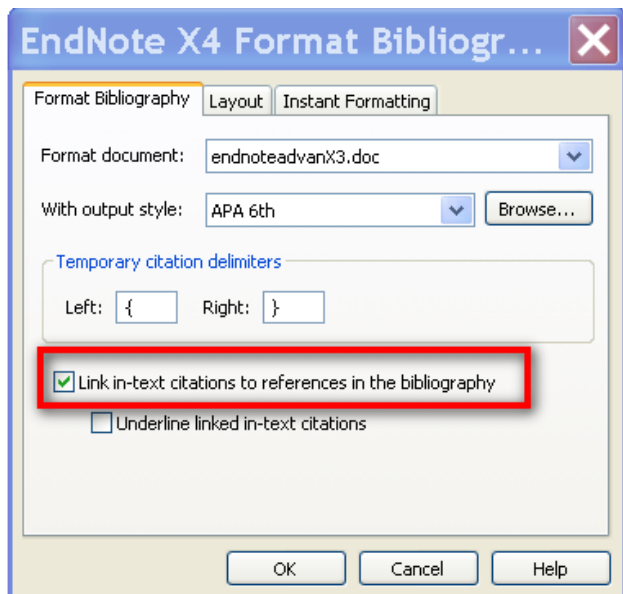 EndNote X4 Format Bibliogr...
Format Bibliography Layout Instant Formatting
Format document: endnoteadvanX3.doc
With output style: APA 6th Browse...
Temporary citation delimiters
Left: { Right: }
Link in-text citations to references in the bibliography
Underline linked in-text citations
OK Cancel Help